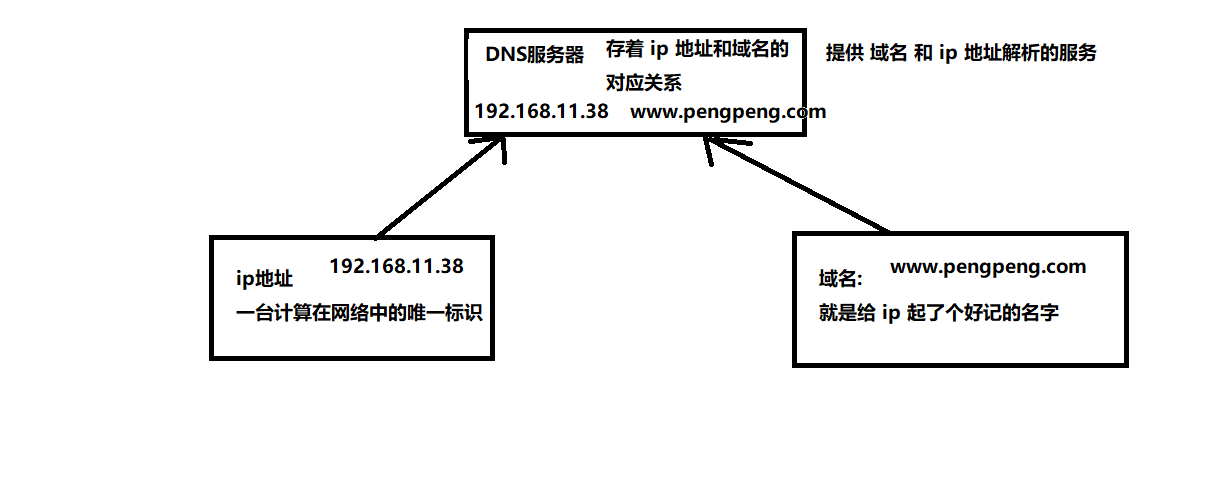 DNS服务器 存着 ip 地址和域名的
对应关系
192.168.11.38 www.pengpeng.com
提供 域名 和 ip 地址解析的服务
ip地址 192.168.11.38
一台计算在网络中的唯一标识
域名: www.pengpeng.com
就是给 ip 起了个好记的名字